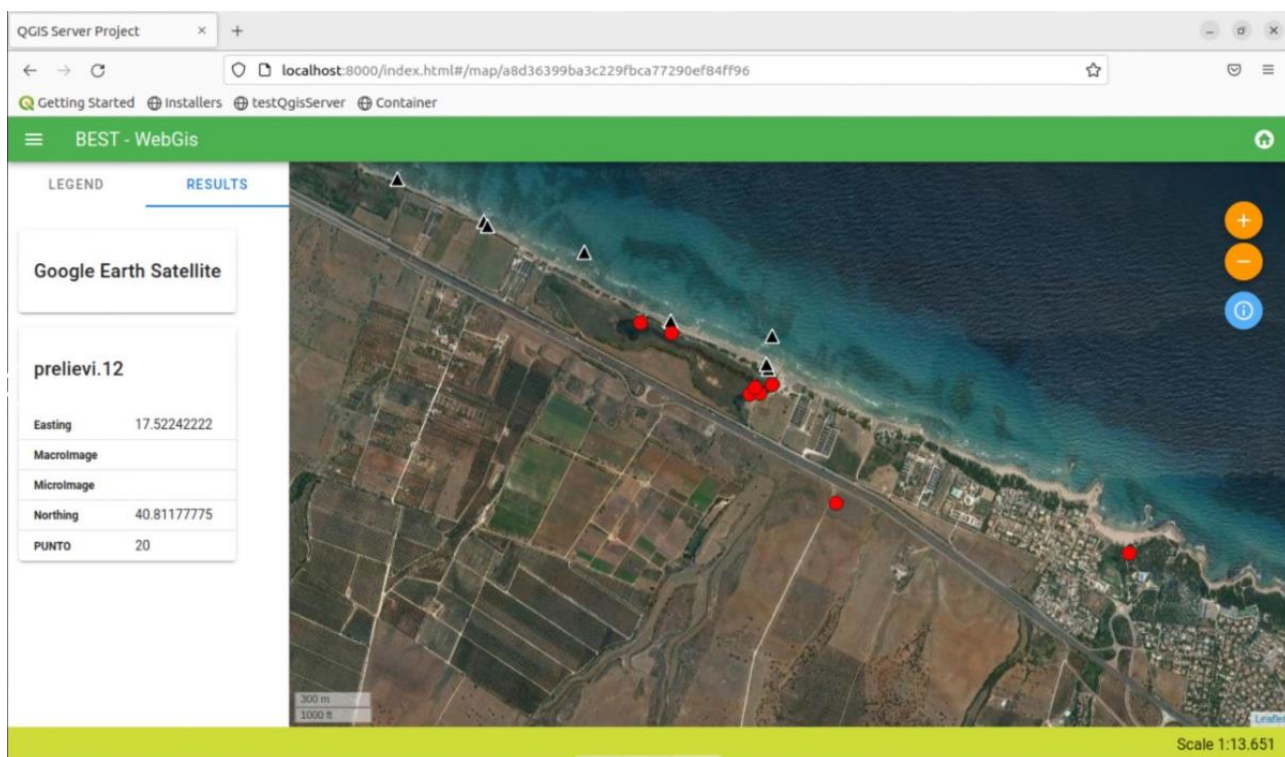 QGIS Server Project
localhost:8000/index.html#/map/a8d36399ba3c229fbca77290ef84ff96
Getting Started Installers testQgisServer Container
BEST - WebGis
LEGEND RESULTS
Google Earth Satellite
prelievi.12
Easting 17.52242222
MacroImage
MicroImage
Northing 40.81177775
PUNTO 20
300 m
1000 ft
Leaflet
Scale 1:13.651